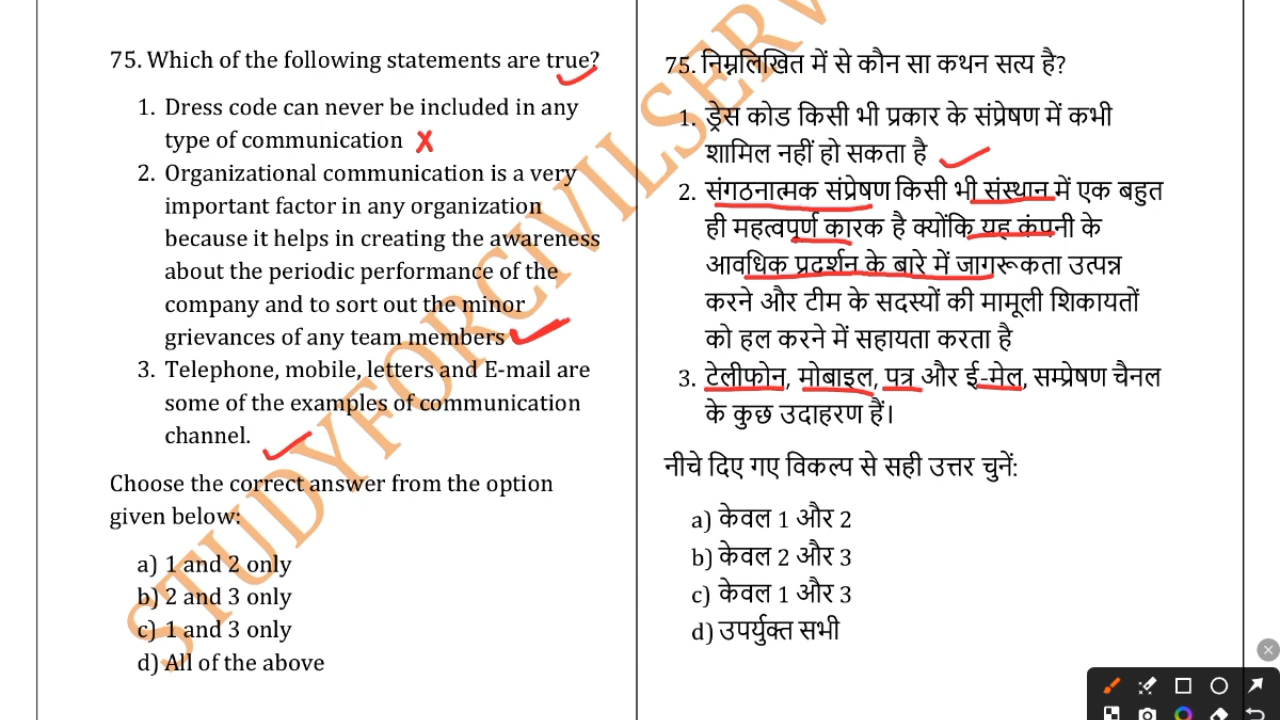 75. Which of the following statements are true?
1. Dress code can never be included in any
type of communication
2. Organizational communication is a very
important factor in any organization
because it helps in creating the awareness
about the periodic performance of the
company and to sort out the minor
grievances of any team members
3. Telephone, mobile, letters and E-mail are
some of the examples of communication
channel.
Choose the correct answer from the option
given below:
a) 1 and 2 only
b) 2 and 3 only
c) 1 and 3 only
d) All of the above
75. निम्नलिखित में से कौन सा कथन सत्य है?
1. ड्रेस कोड किसी भी प्रकार के संप्रेषण में कभी
शामिल नहीं हो सकता है
2. संगठनात्मक संप्रेषण किसी भी संस्थान में एक बहुत
ही महत्वपूर्ण कारक है क्योंकि यह कंपनी के
आवधिक प्रदर्शन के बारे में जागरूकता उत्पन्न
करने और टीम के सदस्यों की मामूली शिकायतों
को हल करने में सहायता करता है
3. टेलीफोन, मोबाइल, पत्र और ई-मेल, सम्प्रेषण चैनल
के कुछ उदाहरण हैं।
नीचे दिए गए विकल्प से सही उत्तर चुनें:
a) केवल 1 और 2
b) केवल 2 और 3
c) केवल 1 और 3
d) उपर्युक्त सभी
STUDYFORCIVILSERV